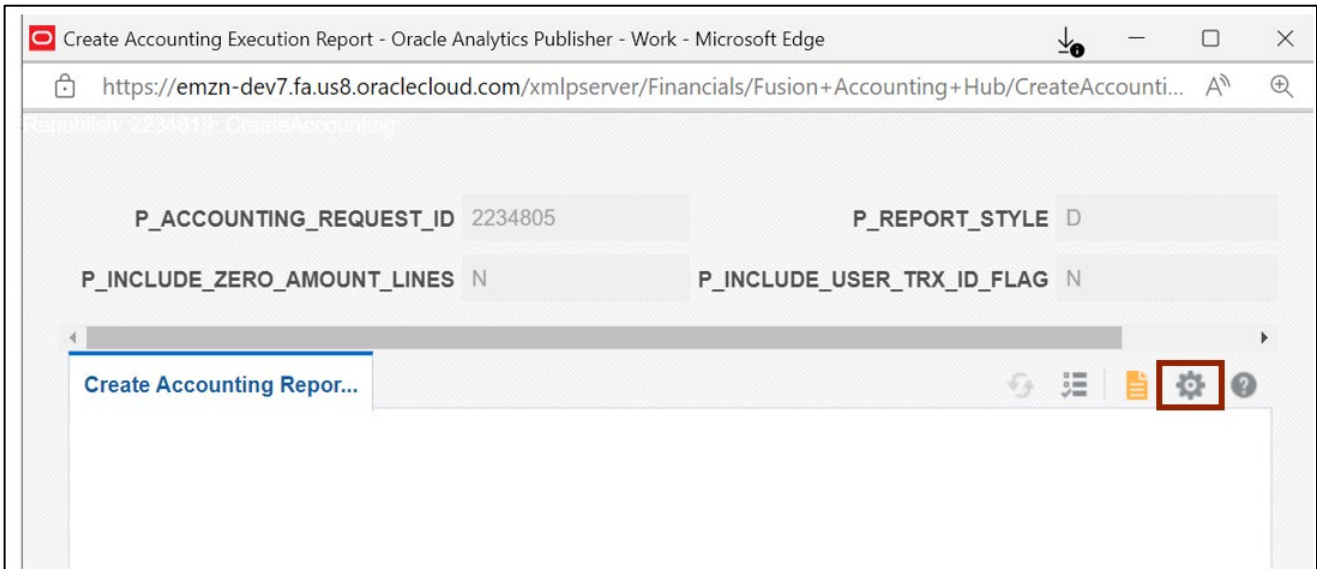 Create Accounting Execution Report - Oracle Analytics Publisher - Work - Microsoft Edge
https://emzn-dev7.fa.us8.oraclecloud.com/xmlpserver/Financials/Fusion+Accounting+Hub/CreateAccounti...
Republish: 2234819: CreateAccounting:
P_ACCOUNTING_REQUEST_ID 2234805 P_REPORT_STYLE D
P_INCLUDE_ZERO_AMOUNT_LINES N P_INCLUDE_USER_TRX_ID_FLAG N
Create Accounting Repor...